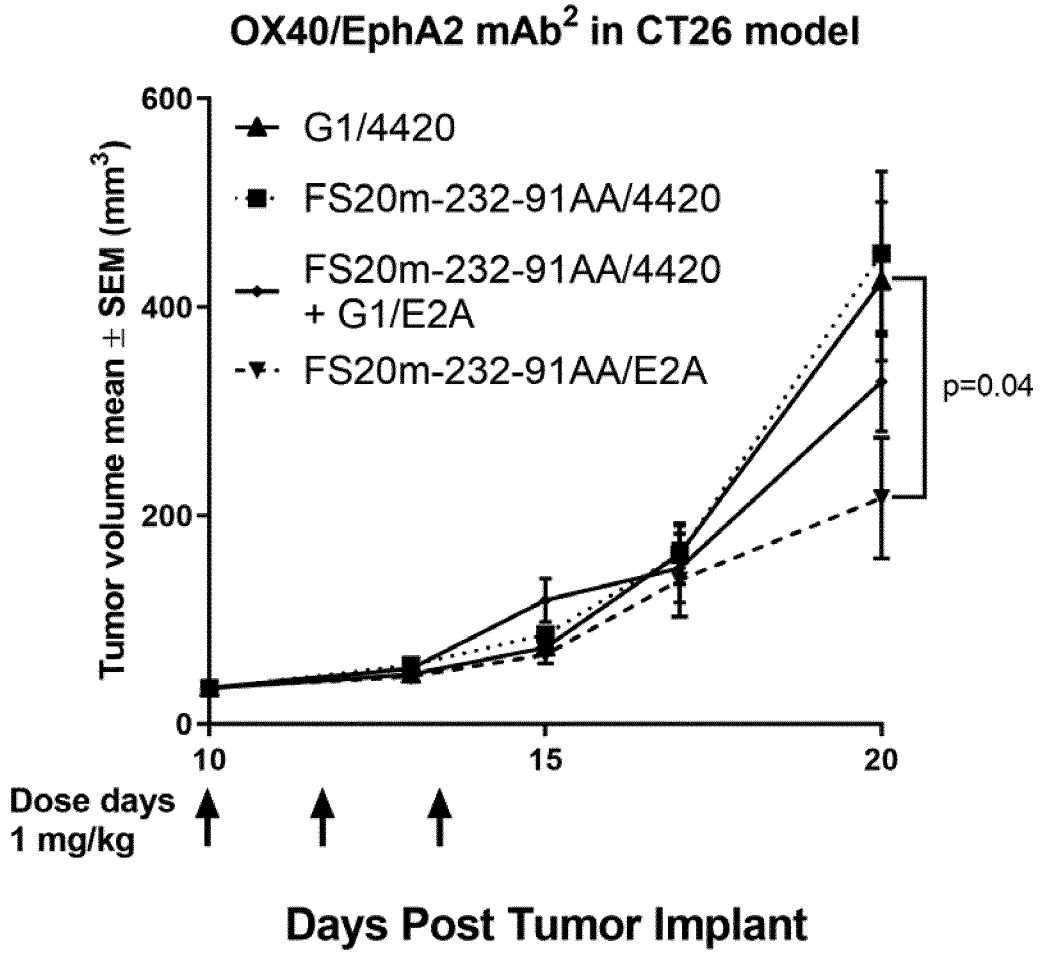 OX40/EphA2 mAb² in CT26 model
600
400
200
0
Tumor volume mean ± SEM (mm³)
G1/4420
FS20m-232-91AA/4420
FS20m-232-91AA/4420
+ G1/E2A
FS20m-232-91AA/E2A
p=0.04
10
15
20
Dose days
1 mg/kg
Days Post Tumor Implant